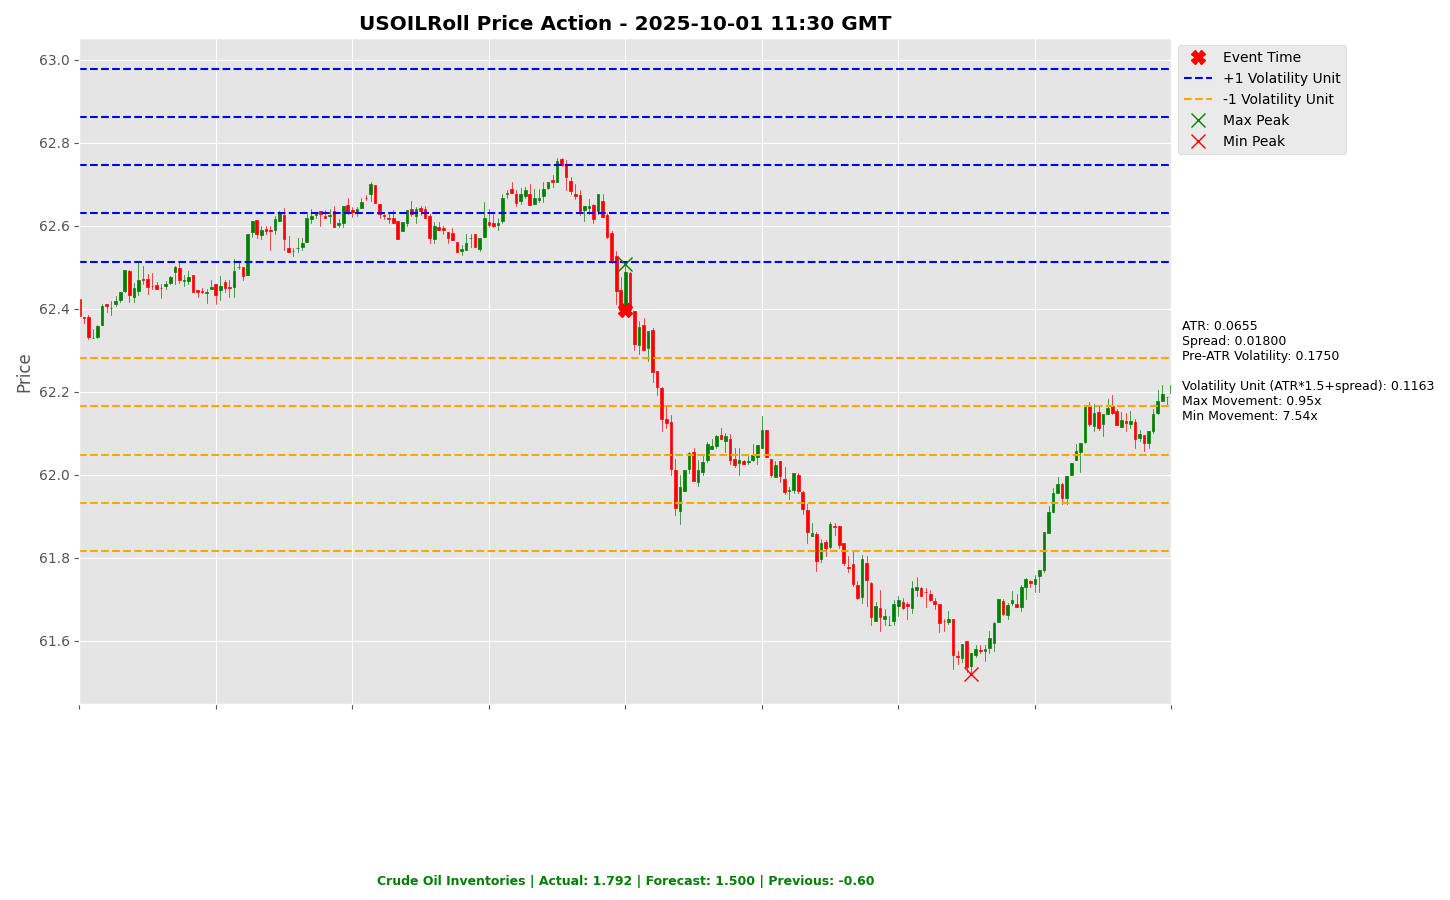 USOILRoll Price Action - 2025-10-01 11:30 GMT
Event Time
+1 Volatility Unit
-1 Volatility Unit
Max Peak
Min Peak
63.0
62.8
62.6
62.4
62.2
62.0
61.8
61.6
Price
ATR: 0.0655
Spread: 0.01800
Pre-ATR Volatility: 0.1750
Volatility Unit (ATR*1.5+spread): 0.1163
Max Movement: 0.95x
Min Movement: 7.54x
Crude Oil Inventories | Actual: 1.792 | Forecast: 1.500 | Previous: -0.60